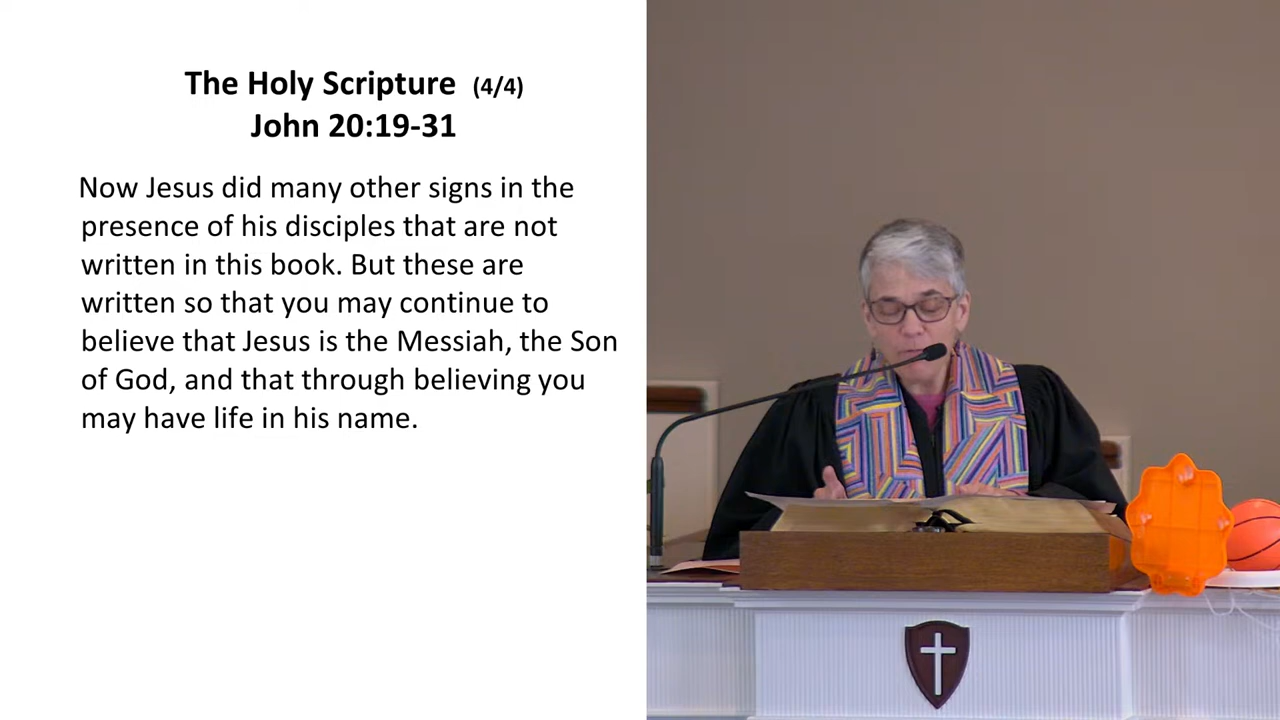 The Holy Scripture (4/4)
John 20:19-31
Now Jesus did many other signs in the
presence of his disciples that are not
written in this book. But these are
written so that you may continue to
believe that Jesus is the Messiah, the Son
of God, and that through believing you
may have life in his name.